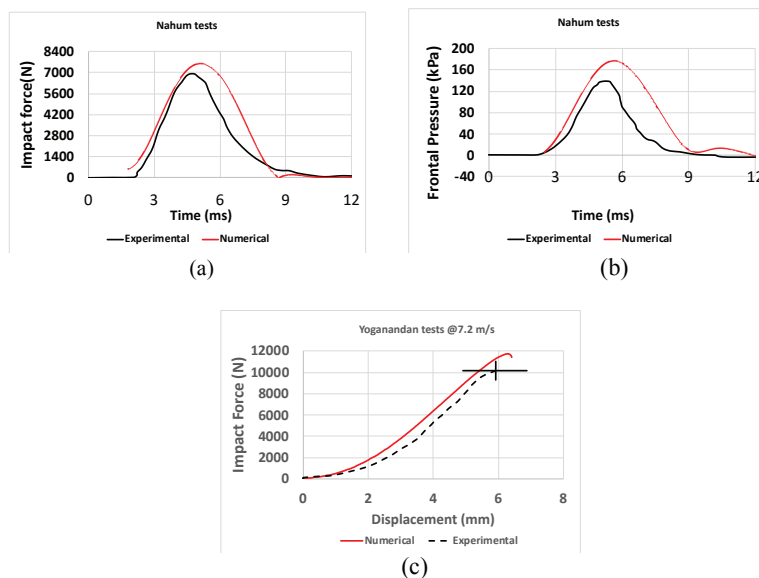 Nahum tests
Impact force(N)
8400
7000
5600
4200
2800
1400
0
0 3 6 9 12
Time (ms)
Experimental Numerical
(a)
Nahum tests
Frontal Pressure (kPa)
200
160
120
80
40
0
-40
0 3 6 9 12
Time (ms)
Experimental Numerical
(b)
Yoganandan tests @7.2 m/s
Impact Force (N)
12000
10000
8000
6000
4000
2000
0
0 2 4 6 8
Displacement (mm)
Numerical Experimental
(c)